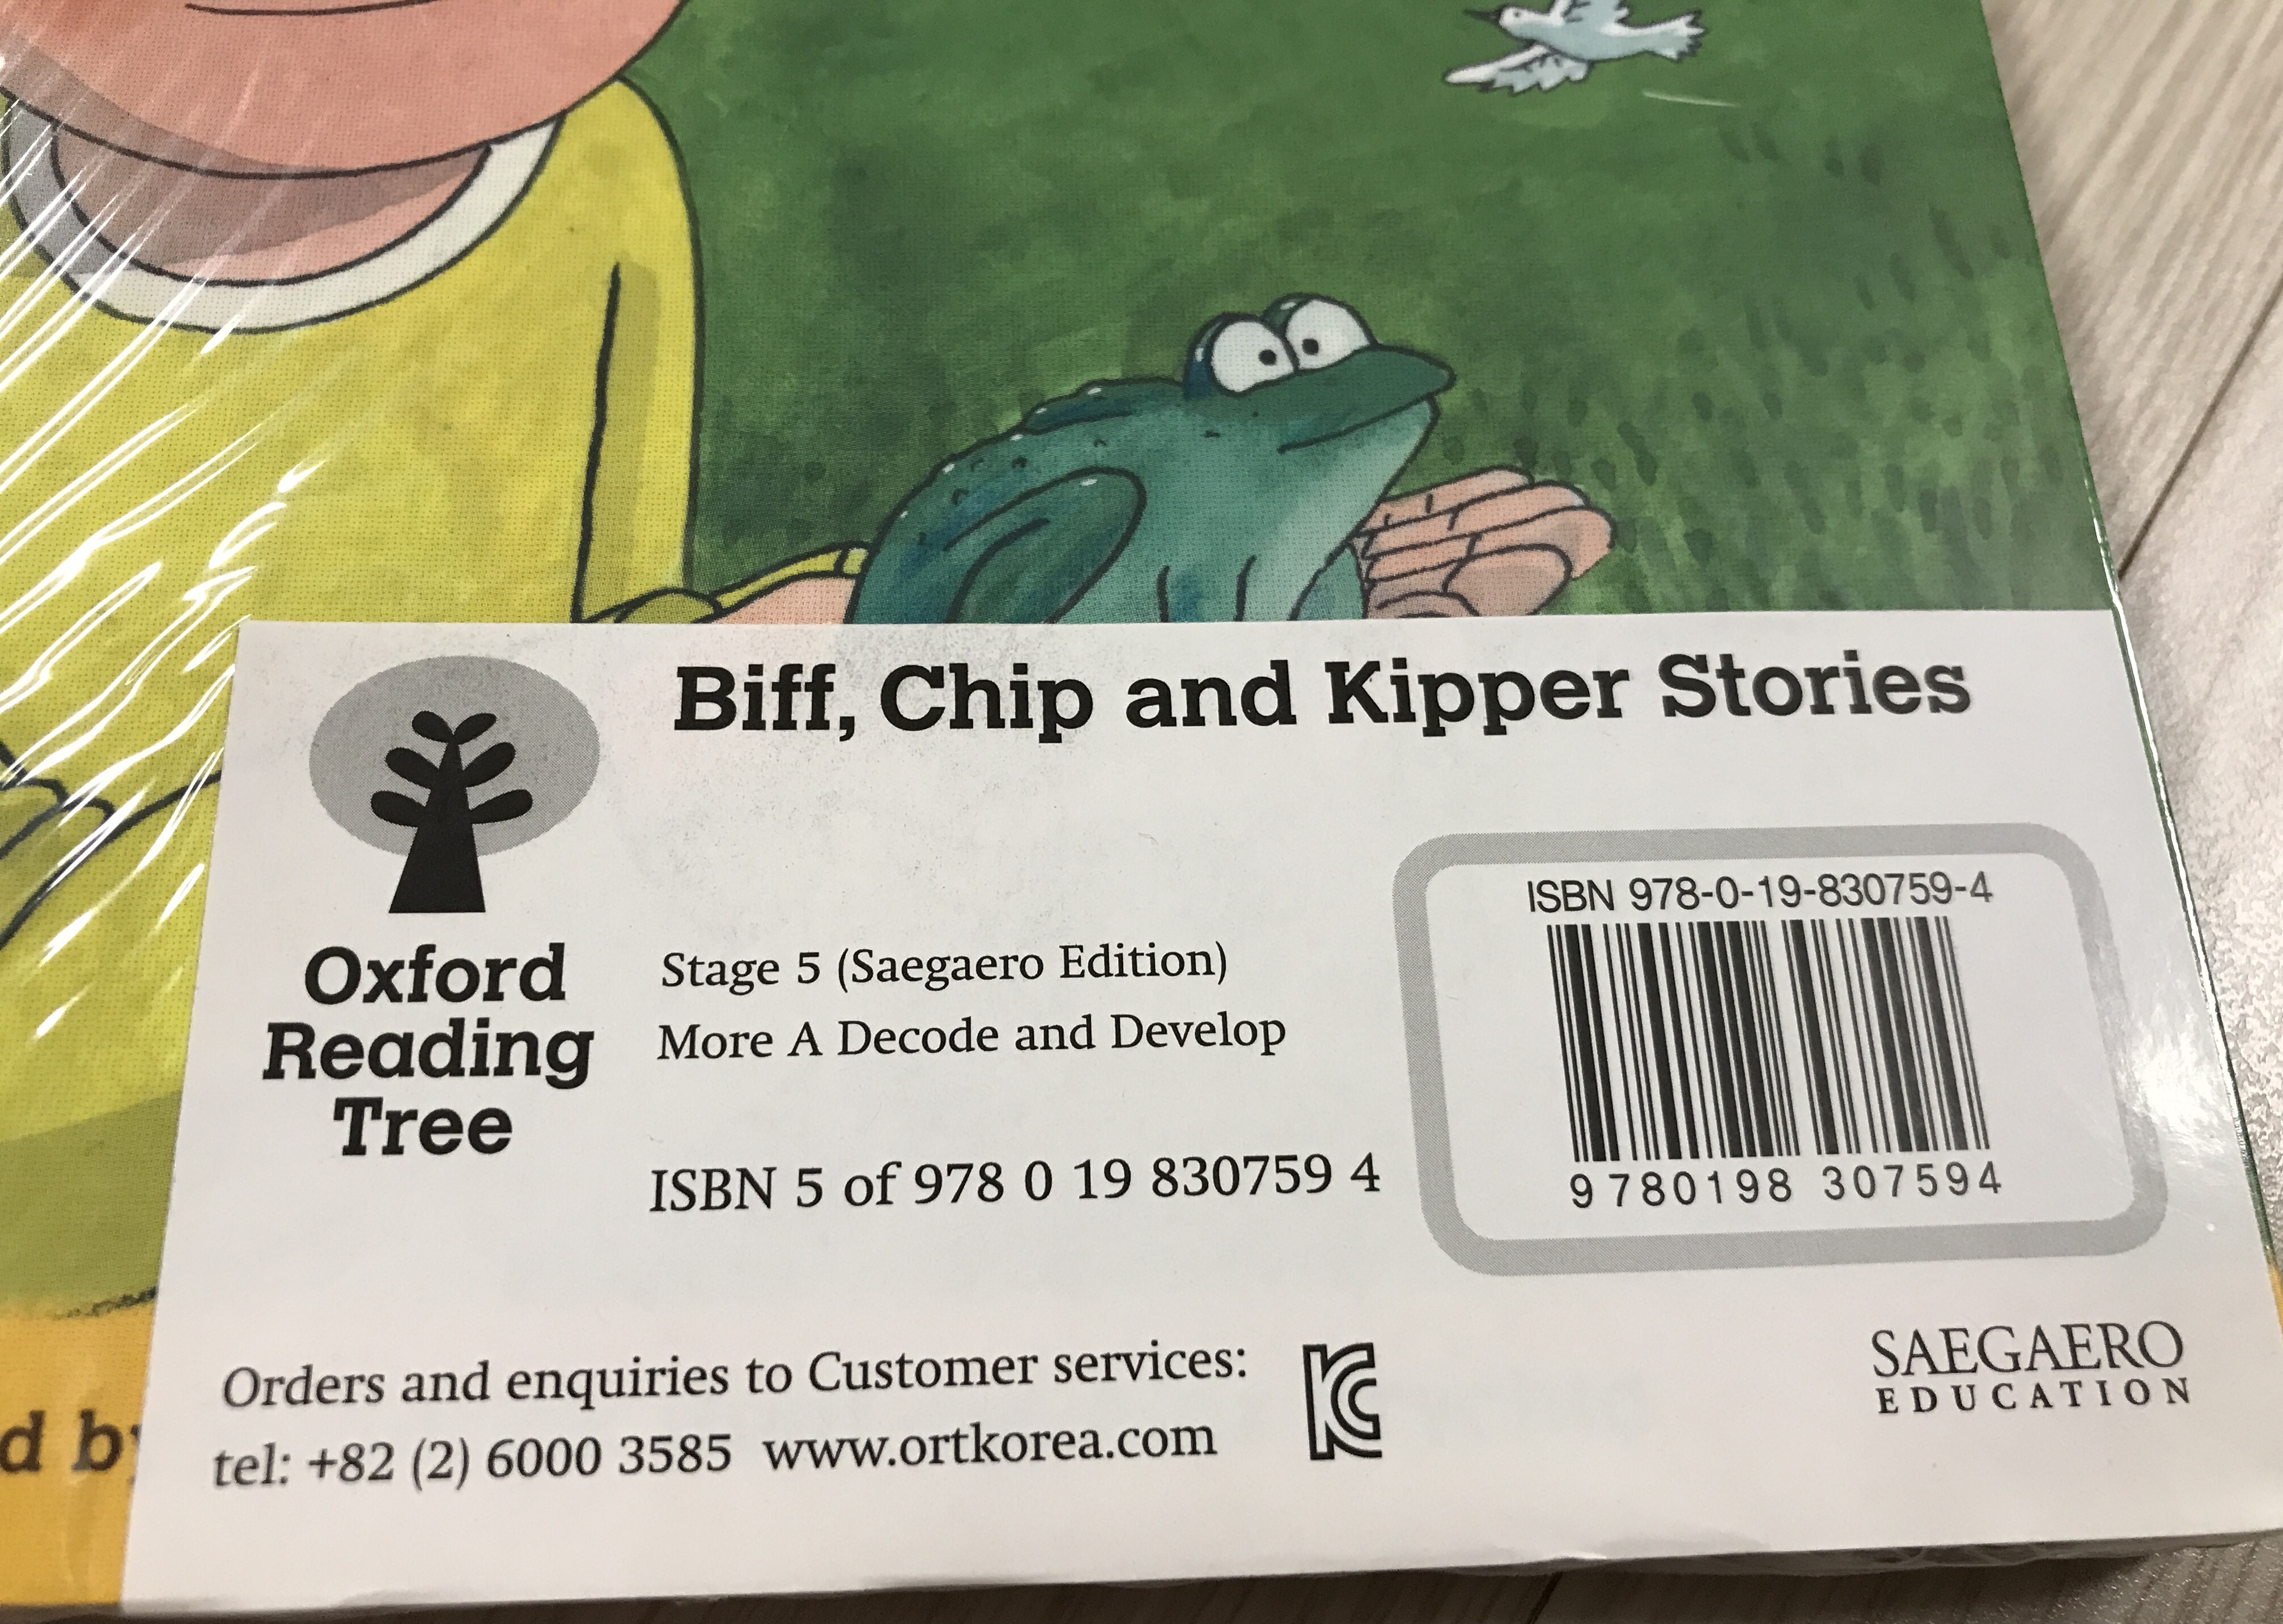 Biff, Chip and Kipper Stories
Oxford
Reading
Tree
Stage 5 (Saegaero Edition)
More A Decode and Develop
ISBN 5 of 978 0 19 830759 4
ISBN 978-0-19-830759-4
9 780198 307594
Orders and enquiries to Customer services:
tel: +82 (2) 6000 3585 www.ortkorea.com
KC
SAEGAERO
EDUCATION
d by